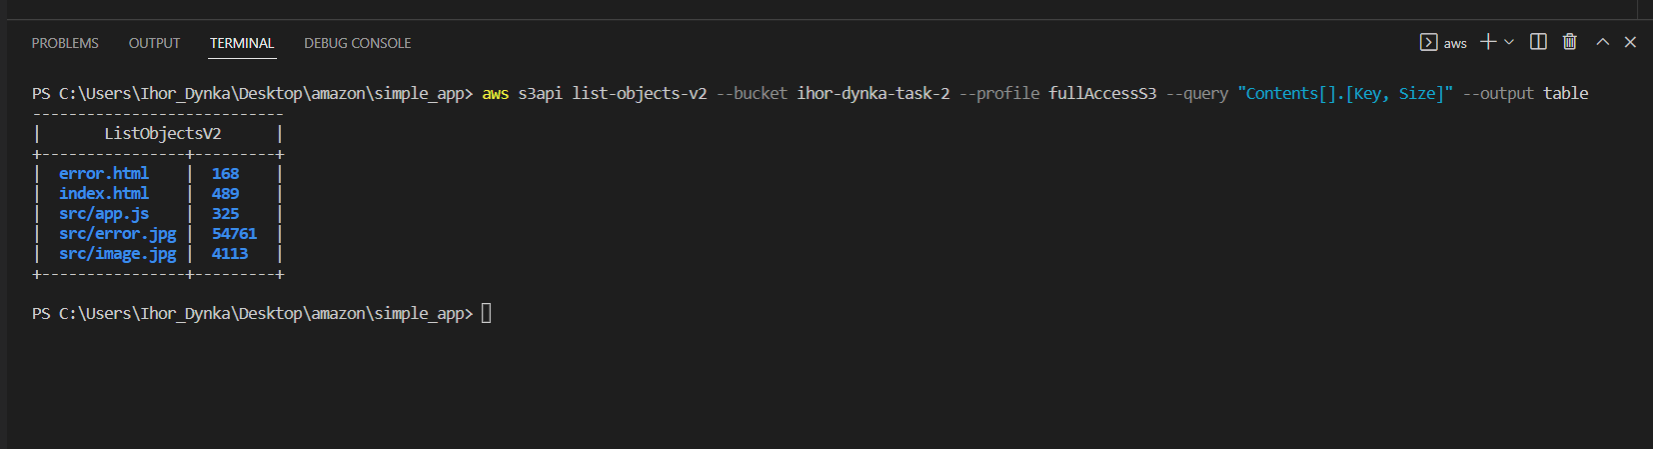 PROBLEMS OUTPUT TERMINAL DEBUG CONSOLE aws
PS C:\Users\Ihor_Dynka\Desktop\amazon\simple_app> aws s3api list-objects-v2 --bucket ihor-dynka-task-2 --profile fullAccessS3 --query "Contents[].[Key, Size]" --output table
----------------------------
|       ListObjectsV2      |
+----------------+---------+
|  error.html    |  168    |
|  index.html    |  489    |
|  src/app.js    |  325    |
|  src/error.jpg |  54761  |
|  src/image.jpg |  4113   |
+----------------+---------+
PS C:\Users\Ihor_Dynka\Desktop\amazon\simple_app>